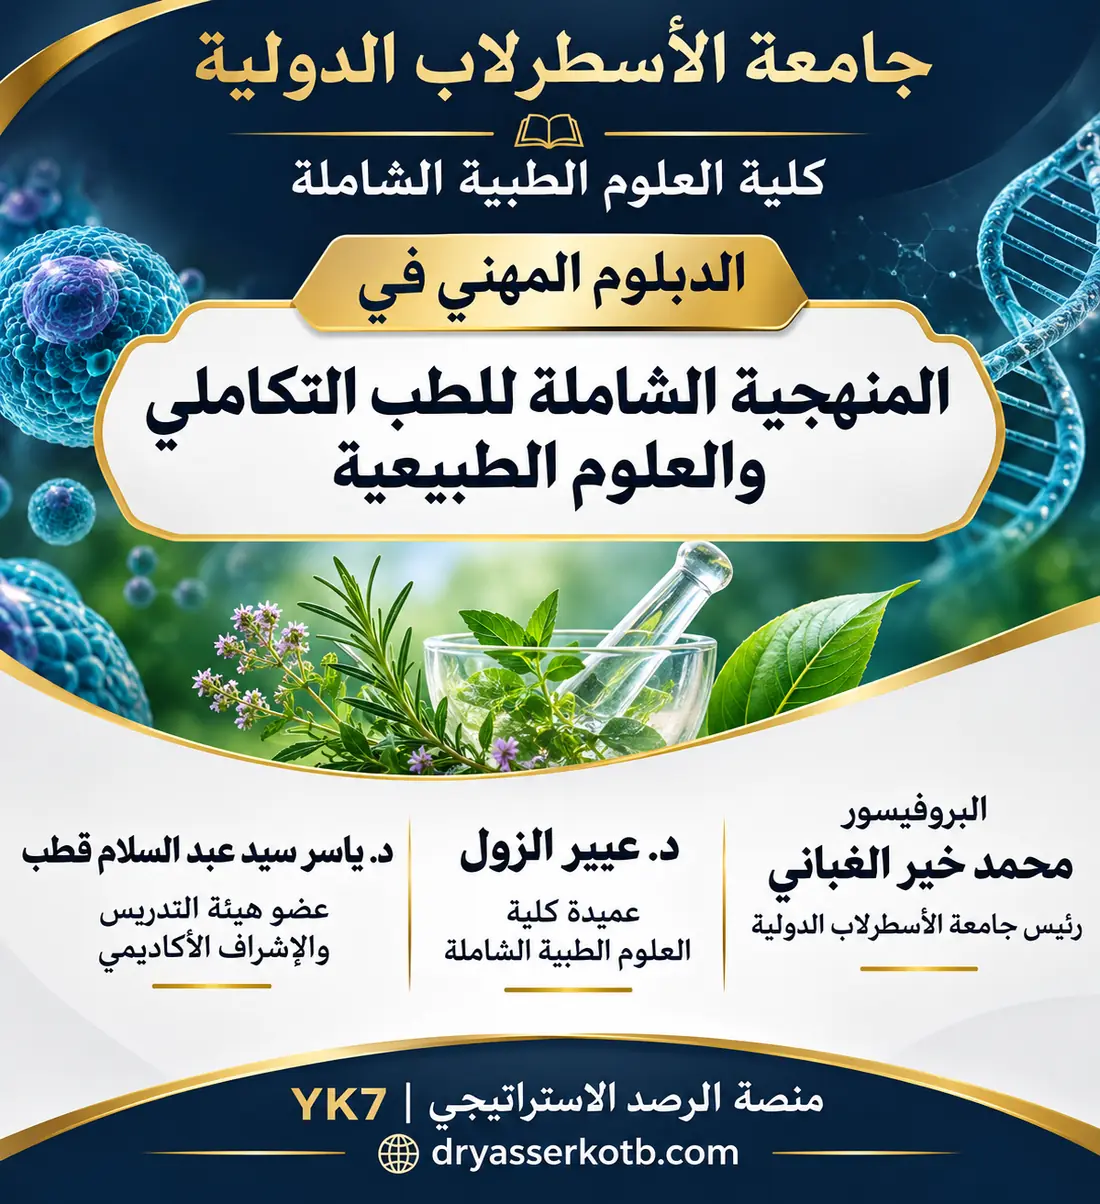 جامعة الأسطرلاب الدولية
كلية العلوم الطبية الشاملة
الدبلوم المهني في
المنهجية الشاملة للطب التكاملي
والعلوم الطبيعية
البروفيسور
محمد خير الغباني
رئيس جامعة الأسطرلاب الدولية
د. عيير الزول
عميدة كلية
العلوم الطبية الشاملة
د. ياسر سيد عبد السلام قطب
عضو هيئة التدريس
والإشراف الأكاديمي
منصة الرصد الاستراتيجي | YK7
dryasserkotb.com